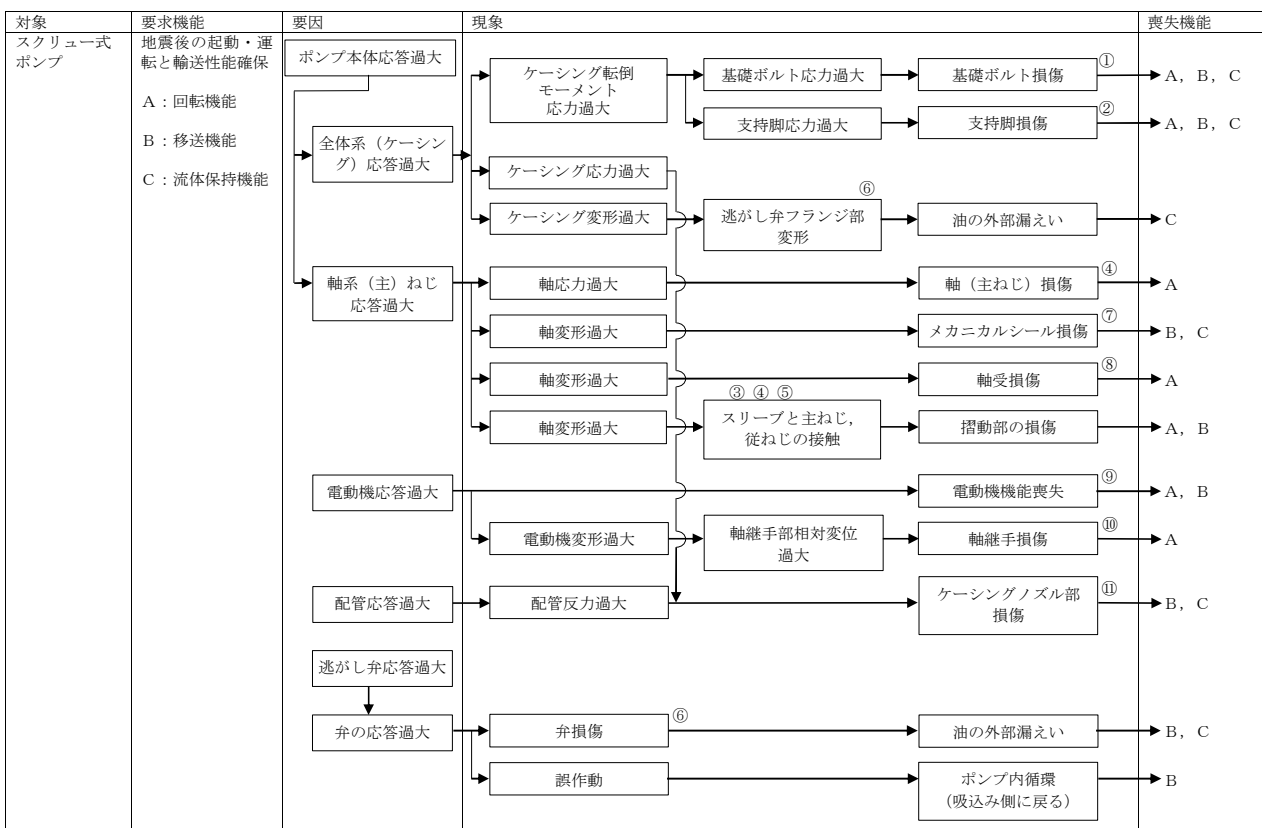 対象
要求機能
要因
現象
喪失機能
スクリュー式
ポンプ
地震後の起動・運
転と輸送性能確保
A：回転機能
B：移送機能
C：流体保持機能
ポンプ本体応答過大
ケーシング転倒
モーメント
応力過大
基礎ボルト応力過大
基礎ボルト損傷
①
A，B，C
支持脚応力過大
支持脚損傷
②
A，B，C
全体系（ケーシン
グ）応答過大
ケーシング応力過大
ケーシング変形過大
⑥
逃がし弁フランジ部
変形
油の外部漏えい
C
軸系（主）ねじ
応答過大
軸応力過大
軸（主ねじ）損傷
④
A
軸変形過大
メカニカルシール損傷
⑦
B，C
軸変形過大
軸受損傷
⑧
A
軸変形過大
③ ④ ⑤
スリーブと主ねじ，
従ねじの接触
摺動部の損傷
A，B
電動機応答過大
電動機機能喪失
⑨
A，B
電動機変形過大
軸継手部相対変位
過大
軸継手損傷
⑩
A
配管応答過大
配管反力過大
ケーシングノズル部
損傷
⑪
B，C
逃がし弁応答過大
弁の応答過大
弁損傷
⑥
油の外部漏えい
B，C
誤作動
ポンプ内循環
（吸込み側に戻る）
B